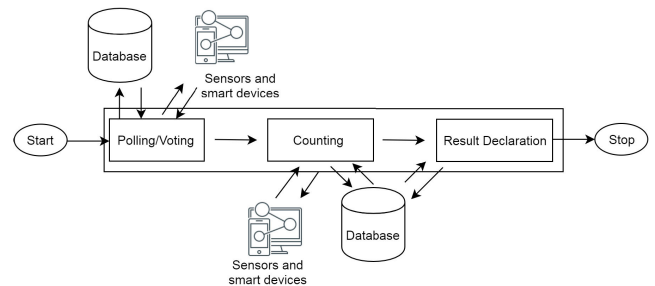 Database
Sensors and
smart devices
Start
Polling/Voting
Counting
Result Declaration
Stop
Sensors and
smart devices
Database